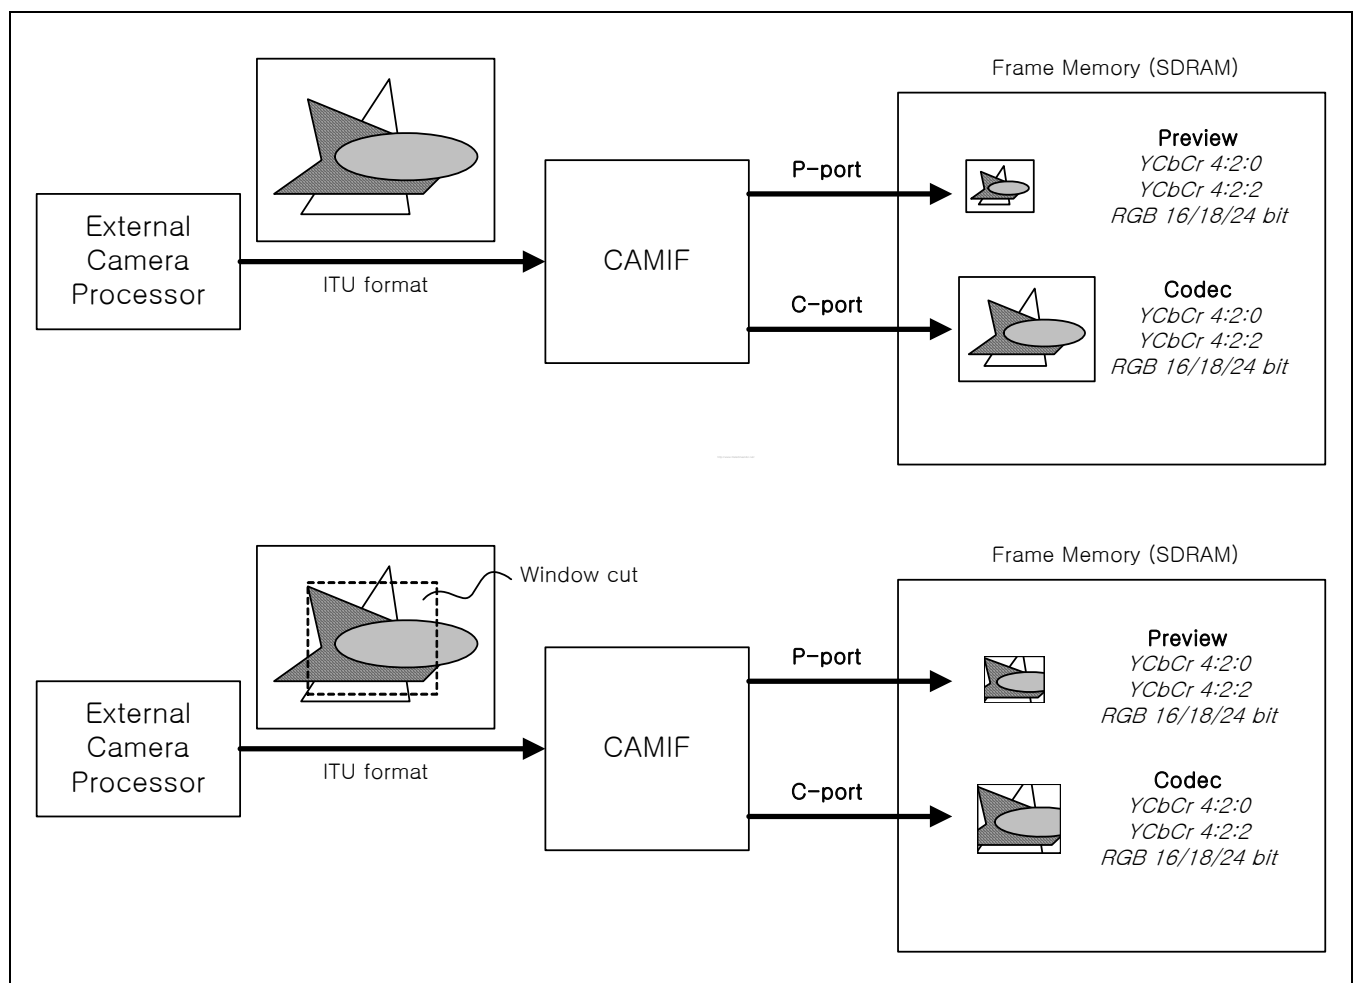 Frame Memory (SDRAM)
External
Camera
Processor
ITU format
CAMIF
P-port
C-port
Preview
YCbCr 4:2:0
YCbCr 4:2:2
RGB 16/18/24 bit
Codec
YCbCr 4:2:0
YCbCr 4:2:2
RGB 16/18/24 bit
Window cut
Frame Memory (SDRAM)
External
Camera
Processor
ITU format
CAMIF
P-port
C-port
Preview
YCbCr 4:2:0
YCbCr 4:2:2
RGB 16/18/24 bit
Codec
YCbCr 4:2:0
YCbCr 4:2:2
RGB 16/18/24 bit